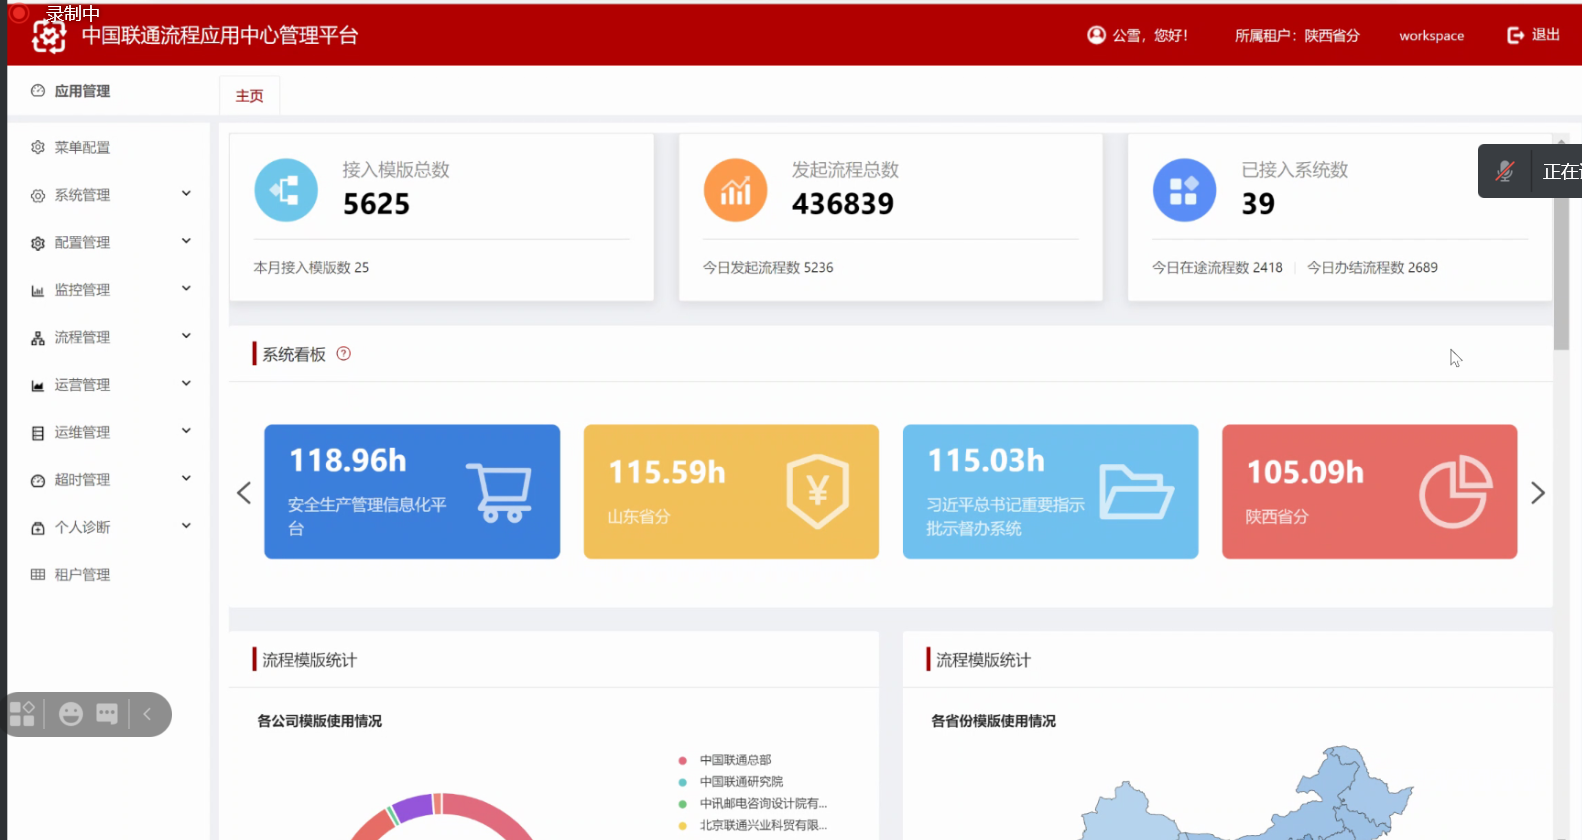 录制中
中国联通流程应用中心管理平台
公雪，您好！
所属租户：陕西省分
workspace
退出
应用管理
主页
菜单配置
系统管理
配置管理
监控管理
流程管理
运营管理
运维管理
超时管理
个人诊断
租户管理
接入模版总数
5625
本月接入模版数 25
发起流程总数
436839
今日发起流程数 5236
已接入系统数
39
今日在途流程数 2418
今日办结流程数 2689
正在
系统看板
118.96h
安全生产管理信息化平
台
115.59h
山东省分
115.03h
习近平总书记重要指示
批示督办系统
105.09h
陕西省分
流程模版统计
各公司模版使用情况
中国联通总部
中国联通研究院
中讯邮电咨询设计院有...
北京联通兴业科贸有限...
流程模版统计
各省份模版使用情况